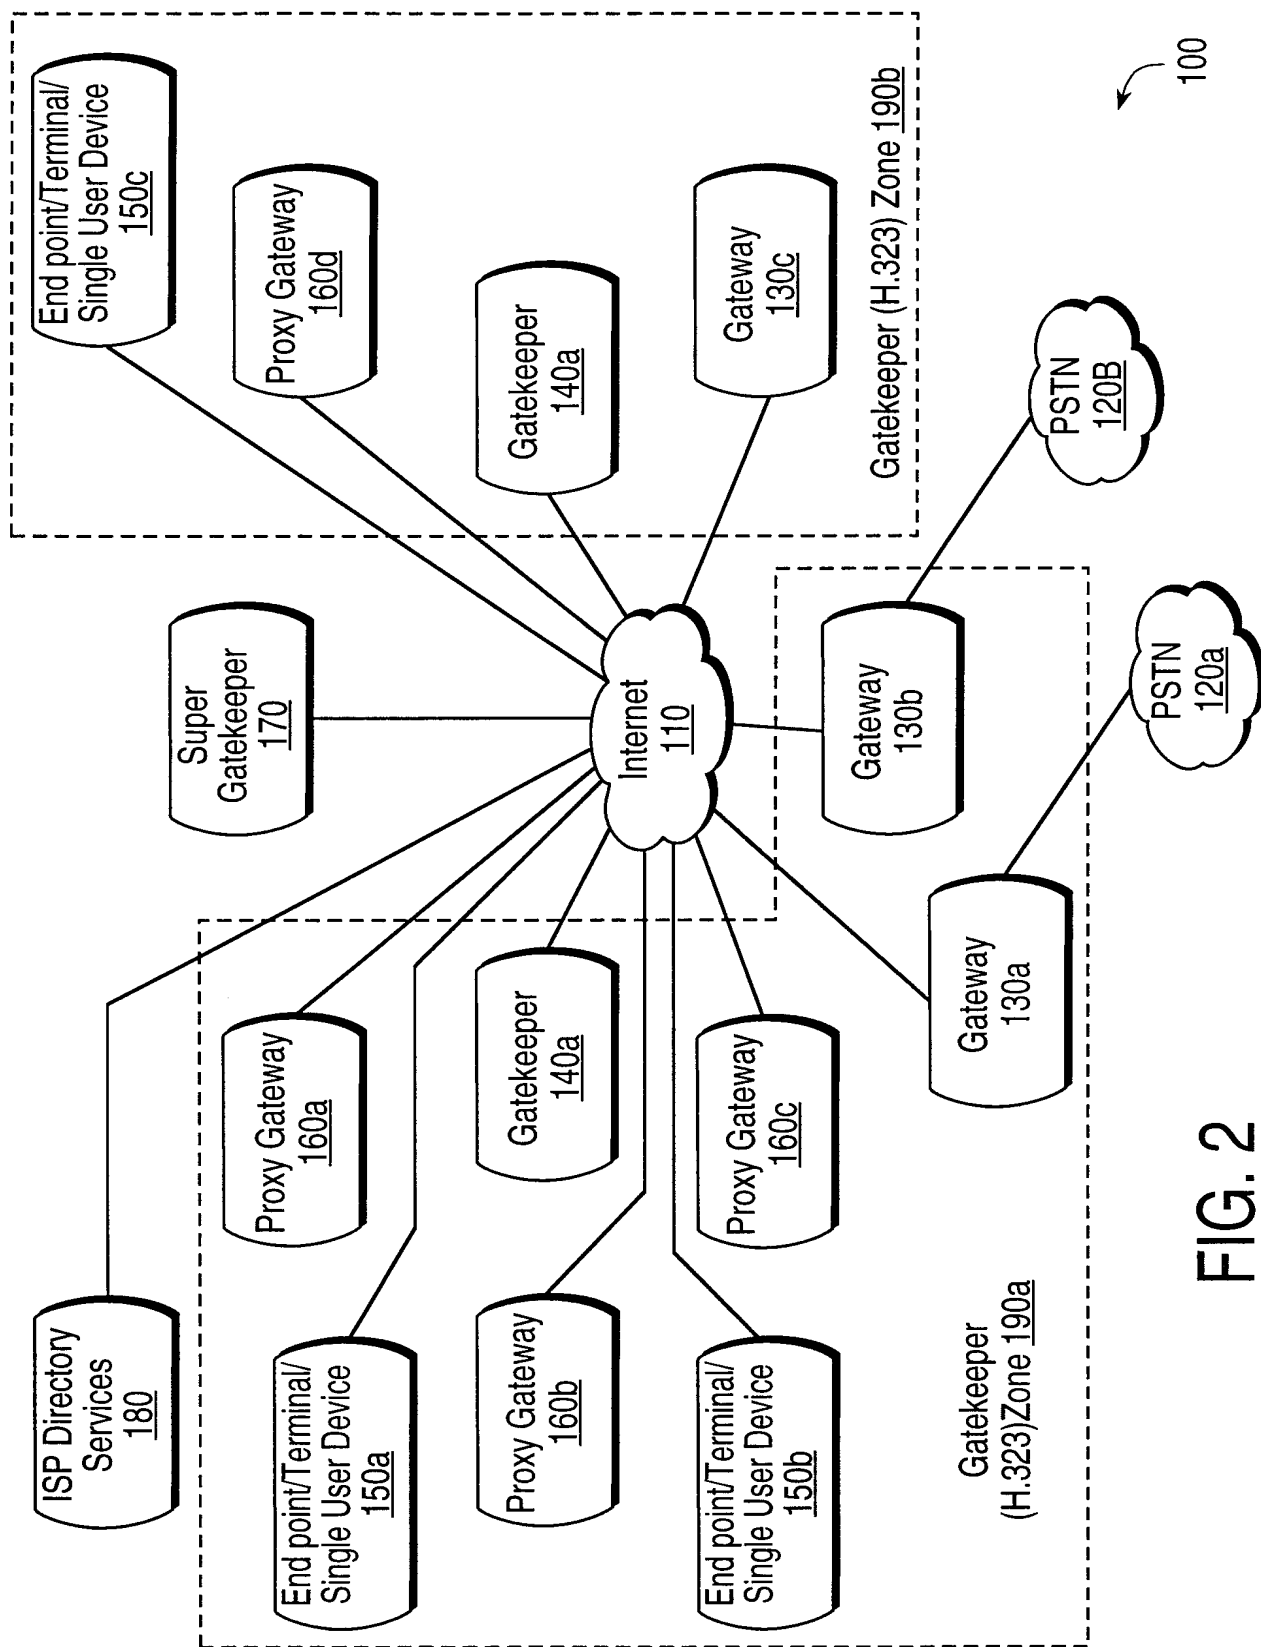 ISP Directory
Services
180
End point/Terminal/
Single User Device
150a
Proxy Gateway
160b
End point/Terminal/
Single User Device
150b
Gatekeeper
(H.323)Zone 190a
Proxy Gateway
160a
Gatekeeper
140a
Proxy Gateway
160c
Gateway
130a
Super
Gatekeeper
170
Internet
110
Gateway
130b
PSTN
120a
PSTN
120B
End point/Terminal/
Single User Device
150c
Proxy Gateway
160d
Gatekeeper
140a
Gateway
130c
Gatekeeper (H.323) Zone 190b
100
FIG. 2